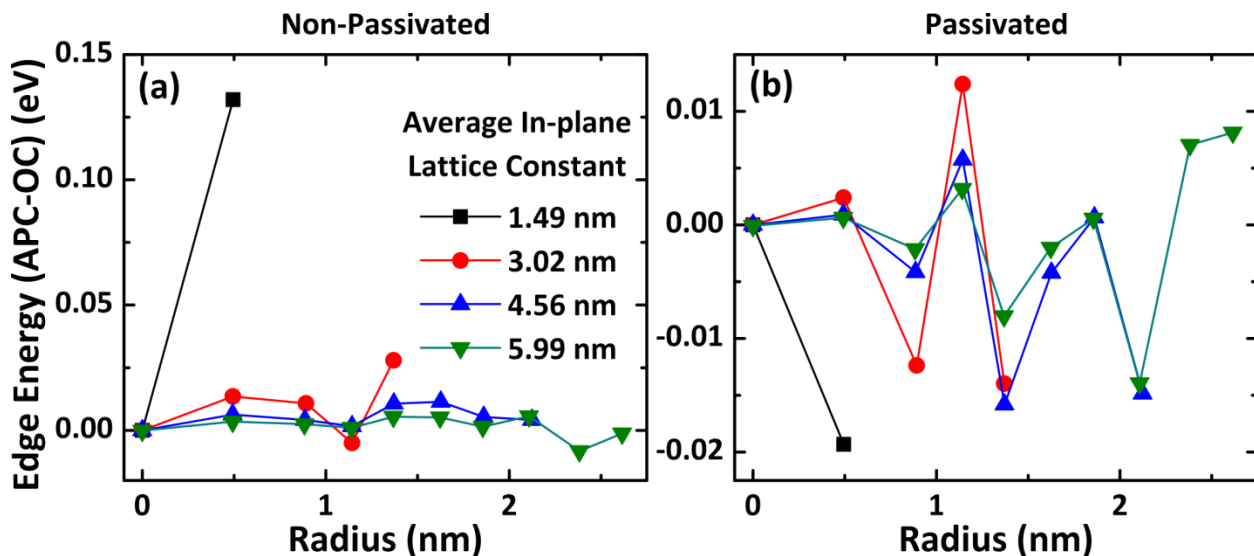 Non-Passivated
Passivated
Edge Energy (APC-OC) (eV)
0.15
0.10
0.05
0.00
(a)
Average In-plane
Lattice Constant
1.49 nm
3.02 nm
4.56 nm
5.99 nm
0
1
2
Radius (nm)
(b)
0.01
0.00
-0.01
-0.02
0
1
2
Radius (nm)